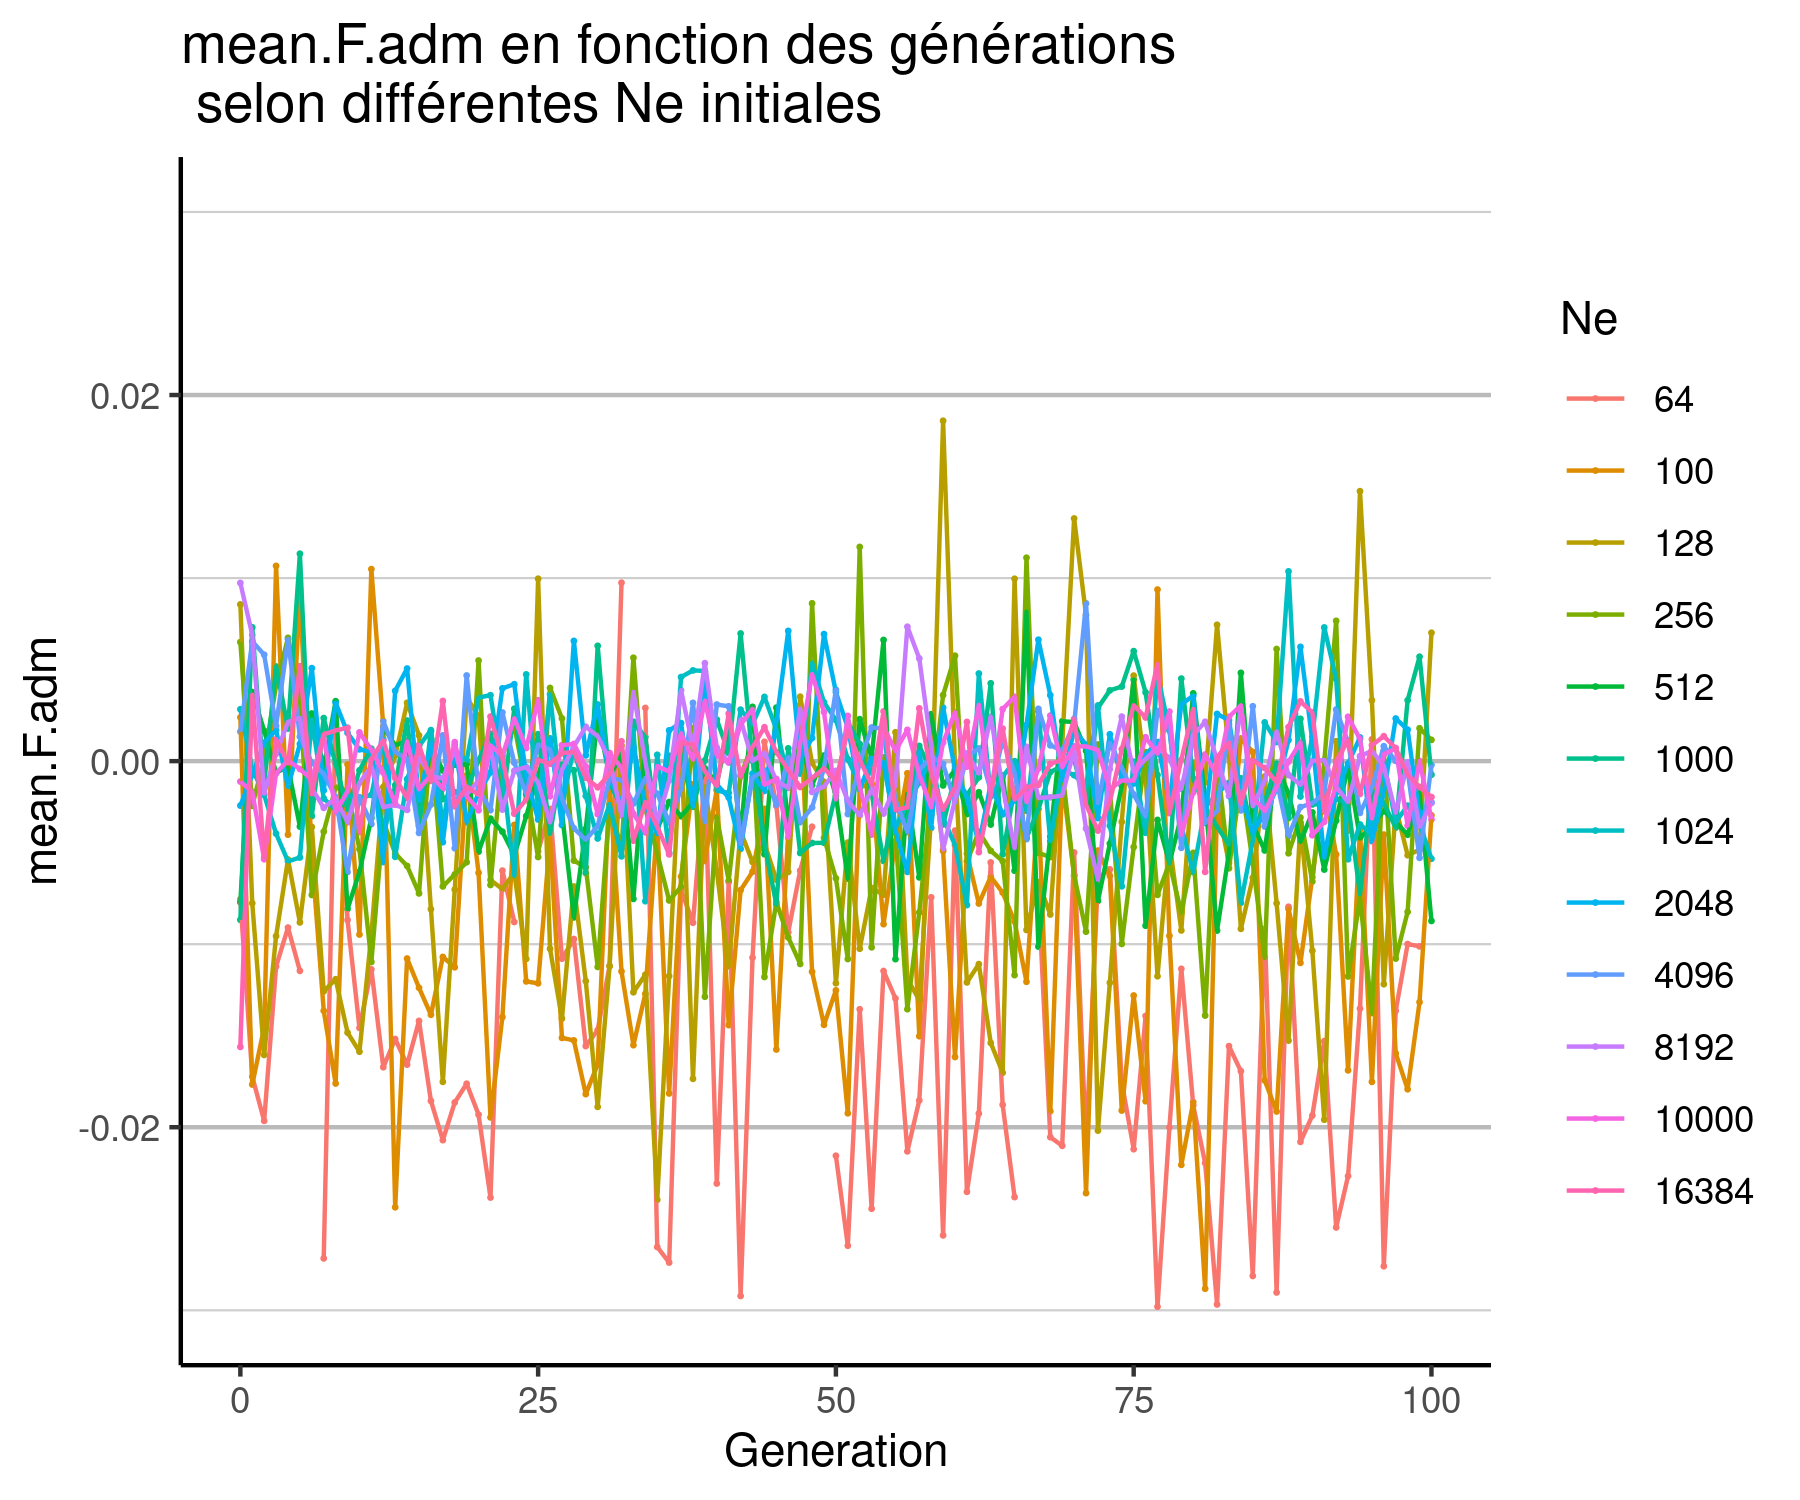 mean.F.adm en fonction des générations
selon différentes Ne initiales
mean.F.adm
0.02
0.00
-0.02
0 25 50 75 100
Generation
Ne
64
100
128
256
512
1000
1024
2048
4096
8192
10000
16384